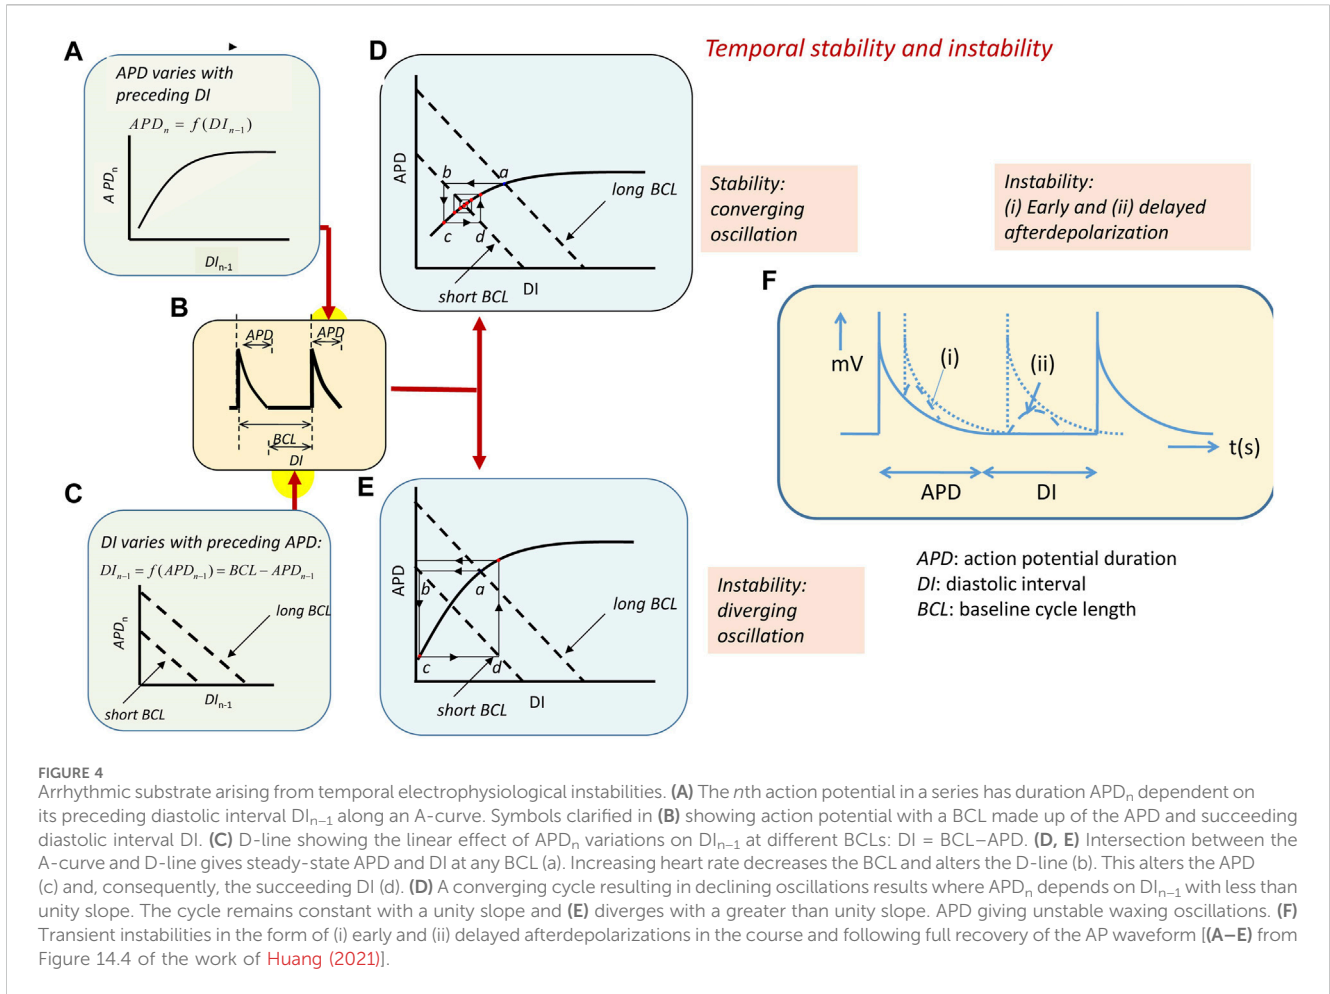 Temporal stability and instability
A
APD varies with
preceding DI
APDₙ = f(DIₙ₋₁)
A PDₙ
DIₙ₋₁
B
APD
APD
BCL
DI
C
DI varies with preceding APD:
DIₙ₋₁ = f(APDₙ₋₁) = BCL − APDₙ₋₁
APDₙ
long BCL
DIₙ₋₁
short BCL
D
APD
b
a
long BCL
c
d
short BCL
DI
Stability:
converging
oscillation
E
APD
b
a
long BCL
c
d
short BCL
DI
Instability:
diverging
oscillation
Instability:
(i) Early and (ii) delayed
afterdepolarization
F
mV
(i)
(ii)
t(s)
APD
DI
APD: action potential duration
DI: diastolic interval
BCL: baseline cycle length
FIGURE 4
Arrhythmic substrate arising from temporal electrophysiological instabilities. (A) The nth action potential in a series has duration APDₙ dependent on
its preceding diastolic interval DIₙ₋₁ along an A-curve. Symbols clarified in (B) showing action potential with a BCL made up of the APD and succeeding
diastolic interval DI. (C) D-line showing the linear effect of APDₙ variations on DIₙ₋₁ at different BCLs: DI = BCL−APD. (D, E) Intersection between the
A-curve and D-line gives steady-state APD and DI at any BCL (a). Increasing heart rate decreases the BCL and alters the D-line (b). This alters the APD
(c) and, consequently, the succeeding DI (d). (D) A converging cycle resulting in declining oscillations results where APDₙ depends on DIₙ₋₁ with less than
unity slope. The cycle remains constant with a unity slope and (E) diverges with a greater than unity slope. APD giving unstable waxing oscillations. (F)
Transient instabilities in the form of (i) early and (ii) delayed afterdepolarizations in the course and following full recovery of the AP waveform [(A–E) from
Figure 14.4 of the work of Huang (2021)].